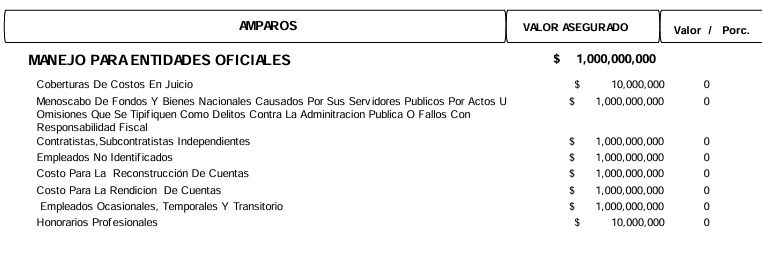 AMPAROS VALOR ASEGURADO Valor / Porc.
MANEJO PARA ENTIDADES OFICIALES $ 1,000,000,000
Coberturas De Costos En Juicio $ 10,000,000 0
Menoscabo De Fondos Y Bienes Nacionales Causados Por Sus Servidores Publicos Por Actos U $ 1,000,000,000 0
Omisiones Que Se Tipifiquen Como Delitos Contra La Adminitracion Publica O Fallos Con
Responsabilidad Fiscal
Contratistas,Subcontratistas Independientes $ 1,000,000,000 0
Empleados No Identificados $ 1,000,000,000 0
Costo Para La Reconstrucción De Cuentas $ 1,000,000,000 0
Costo Para La Rendicion De Cuentas $ 1,000,000,000 0
Empleados Ocasionales, Temporales Y Transitorio $ 1,000,000,000 0
Honorarios Profesionales $ 10,000,000 0